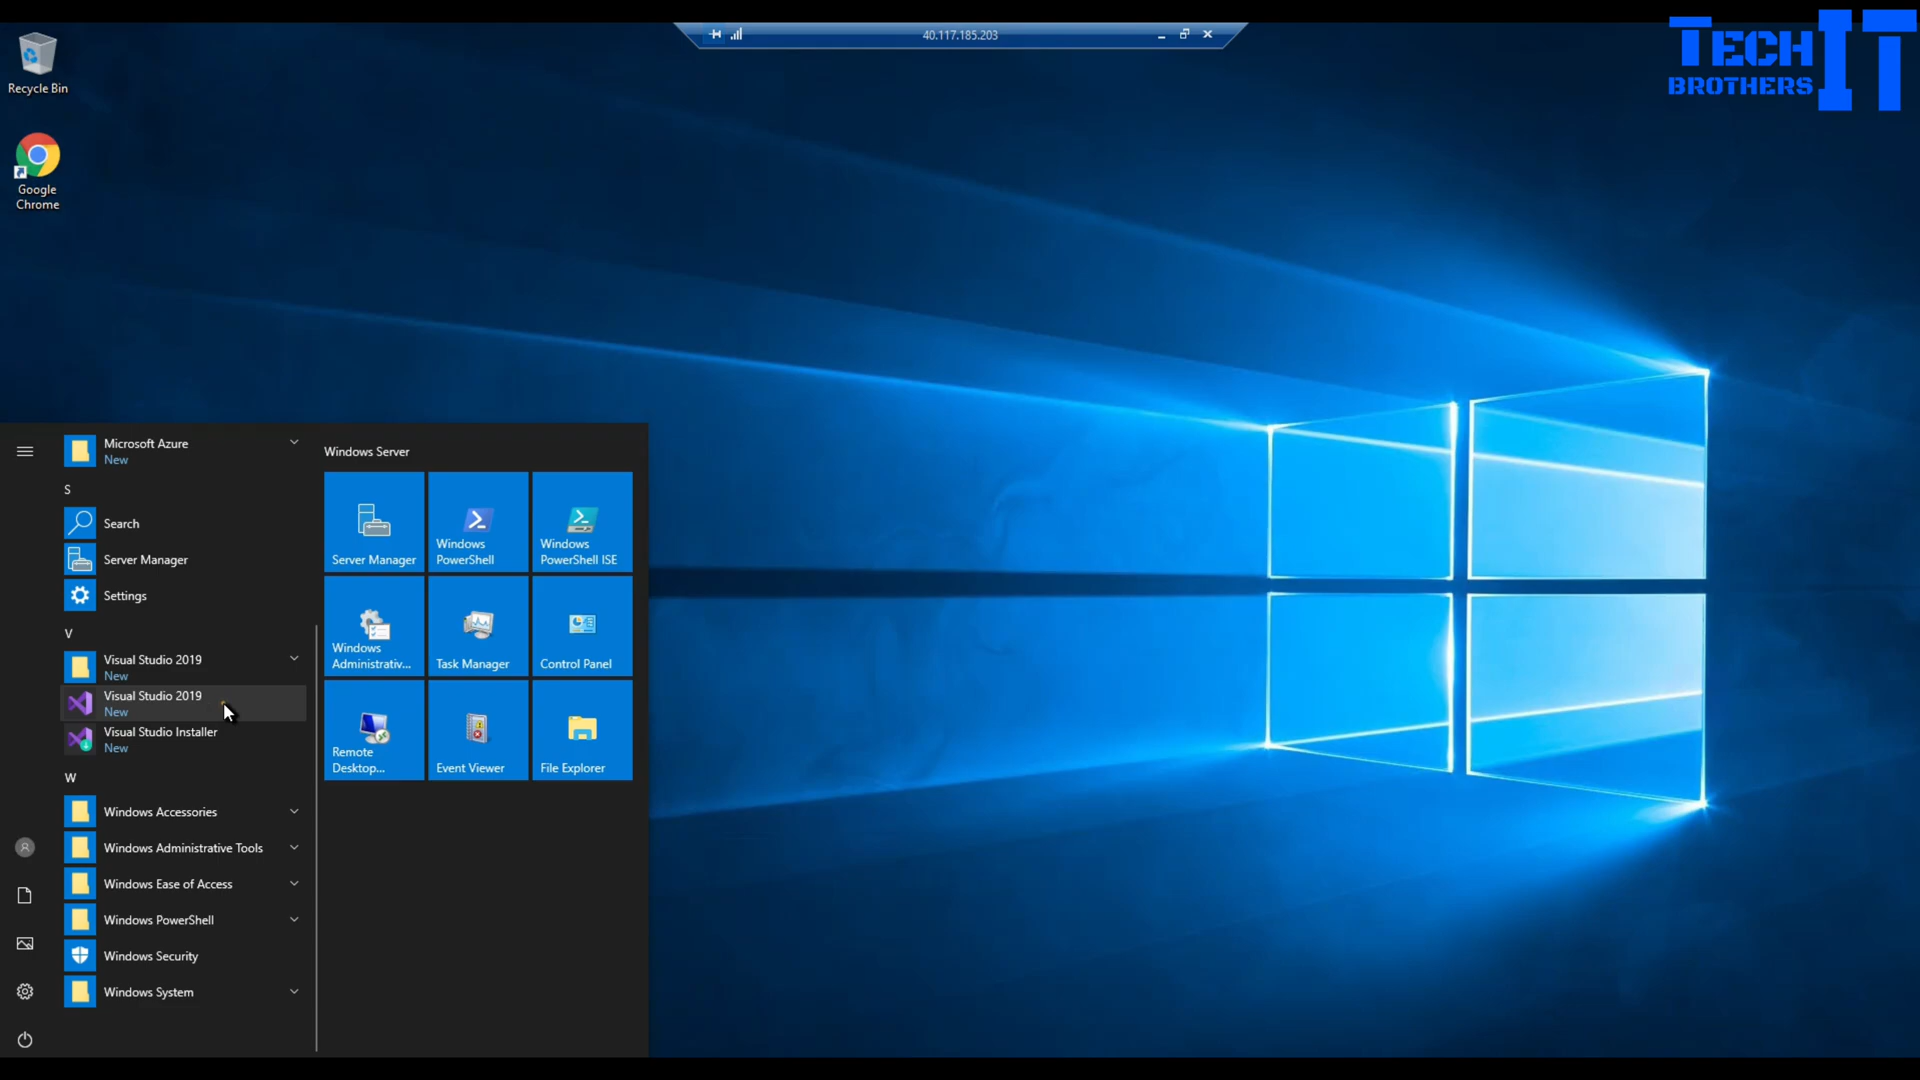 40.117.185.203
TECH IT
BROTHERS
Recycle Bin
Google
Chrome
Microsoft Azure
New
S
Search
Server Manager
Settings
V
Visual Studio 2019
New
Visual Studio 2019
New
Visual Studio Installer
New
W
Windows Accessories
Windows Administrative Tools
Windows Ease of Access
Windows PowerShell
Windows Security
Windows System
Windows Server
Server Manager
Windows
PowerShell
Windows
PowerShell ISE
Windows
Administrativ...
Task Manager
Control Panel
Remote
Desktop...
Event Viewer
File Explorer